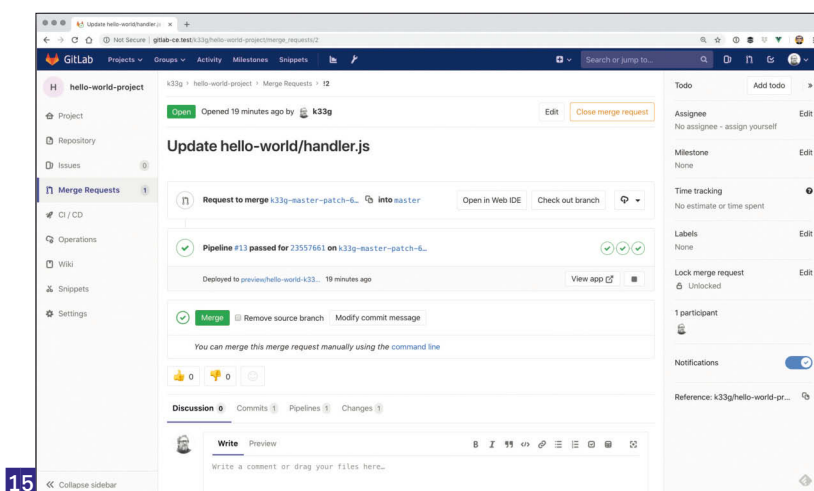 Update hello-world/handler.js
Not Secure | gitlab-ce.test/k33g/hello-world-project/merge_requests/2
GitLab Projects Groups Activity Milestones Snippets Search or jump to...
H hello-world-project
Project
Repository
Issues 0
Merge Requests 1
CI / CD
Operations
Wiki
Snippets
Settings
Collapse sidebar
k33g > hello-world-project > Merge Requests > !2
Open Opened 19 minutes ago by k33g Edit Close merge request
Update hello-world/handler.js
Request to merge k33g-master-patch-6… into master Open in Web IDE Check out branch
Pipeline #13 passed for 23557661 on k33g-master-patch-6…
Deployed to preview/hello-world-k33... 19 minutes ago View app
Merge Remove source branch Modify commit message
You can merge this merge request manually using the command line
0 0
Discussion 0 Commits 1 Pipelines 1 Changes 1
Write Preview B I
Write a comment or drag your files here…
Todo Add todo »
Assignee Edit
No assignee - assign yourself
Milestone Edit
None
Time tracking
No estimate or time spent
Labels Edit
None
Lock merge request Edit
Unlocked
1 participant
Notifications
Reference: k33g/hello-world-pr...
15